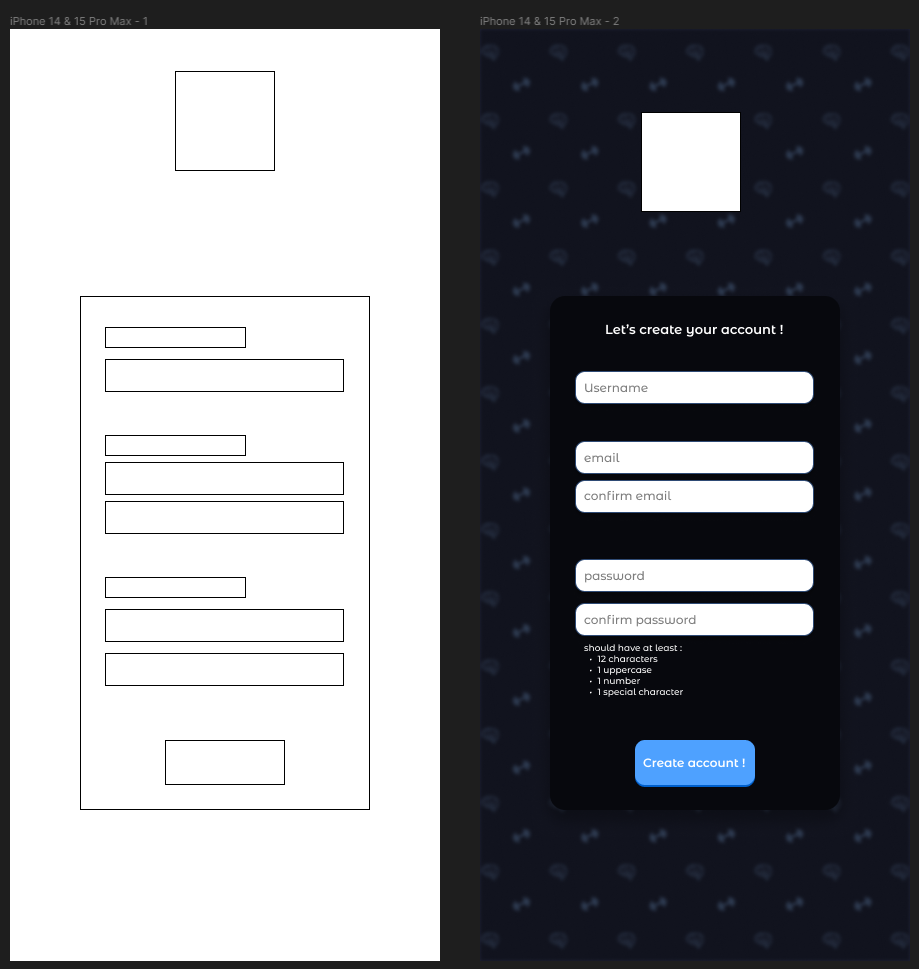 iPhone 14 & 15 Pro Max - 1
iPhone 14 & 15 Pro Max - 2
Let's create your account !
Username
email
confirm email
password
confirm password
should have at least :
• 12 characters
• 1 uppercase
• 1 number
• 1 special character
Create account !